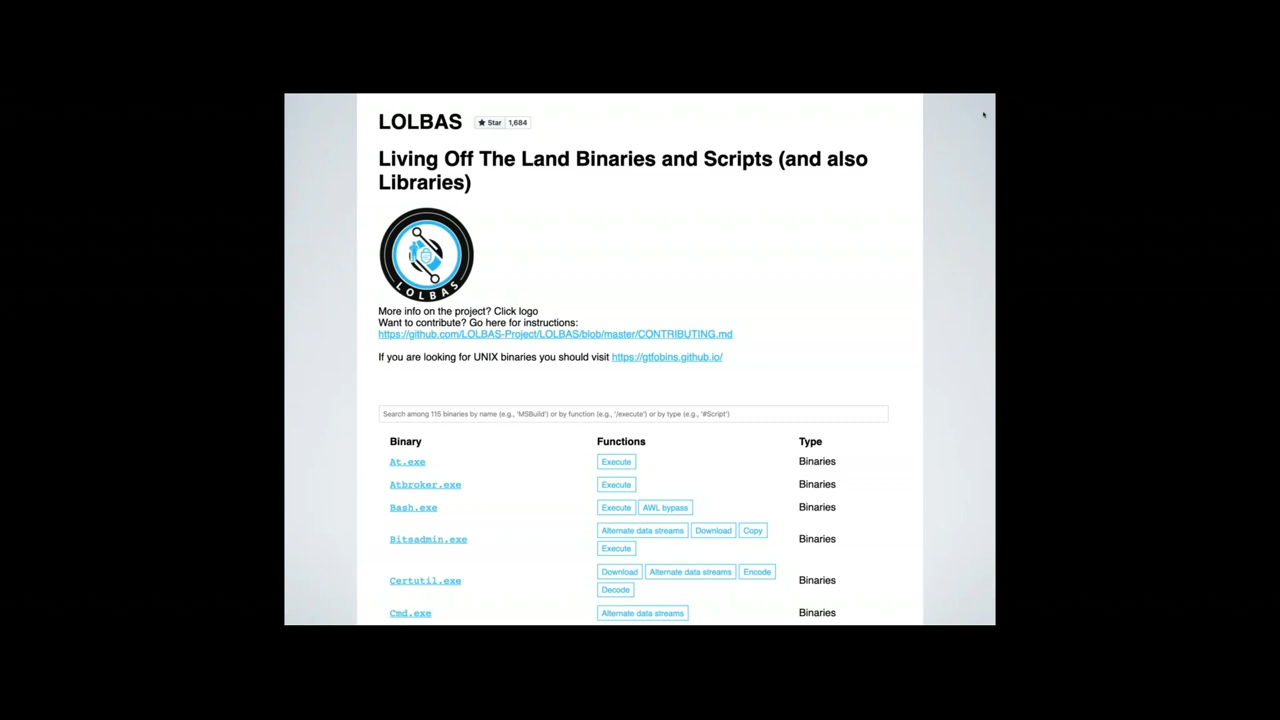 LOLBAS
Star 1,684
Living Off The Land Binaries and Scripts (and also
Libraries)
LOLBAS
More info on the project? Click logo
Want to contribute? Go here for instructions:
https://github.com/LOLBAS-Project/LOLBAS/blob/master/CONTRIBUTING.md
If you are looking for UNIX binaries you should visit https://gtfobins.github.io/
Search among 115 binaries by name (e.g., 'MSBuild') or by function (e.g., '/execute') or by type (e.g., '#Script')
Binary Functions Type
At.exe Execute Binaries
Atbroker.exe Execute Binaries
Bash.exe Execute AWL bypass Binaries
Bitsadmin.exe Alternate data streams Download Copy Binaries
Execute
Certutil.exe Download Alternate data streams Encode Binaries
Decode
Cmd.exe Alternate data streams Binaries